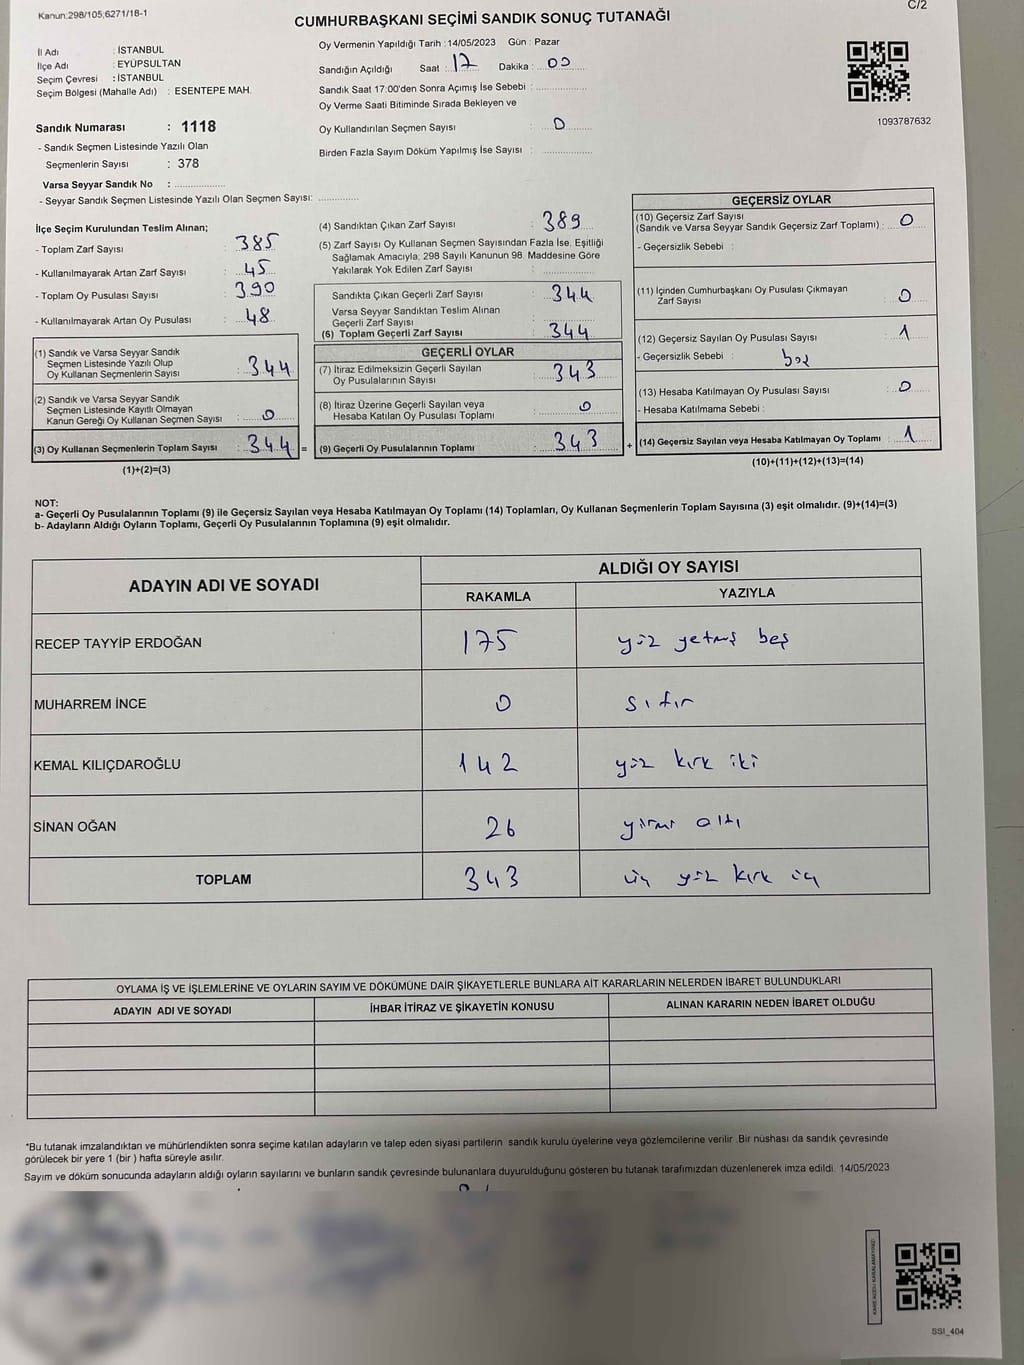 Kanun:298/105;6271/18-1
C/2
CUMHURBAŞKANI SEÇİMİ SANDIK SONUÇ TUTANAĞI
İl Adı : İSTANBUL
İlçe Adı : EYÜPSULTAN
Seçim Çevresi : İSTANBUL
Seçim Bölgesi (Mahalle Adı) : ESENTEPE MAH.
Sandık Numarası : 1118
- Sandık Seçmen Listesinde Yazılı Olan
Seçmenlerin Sayısı : 378
Varsa Seyyar Sandık No : ..................
- Seyyar Sandık Seçmen Listesinde Yazılı Olan Seçmen Sayısı: ..............
Oy Vermenin Yapıldığı Tarih :14/05/2023 Gün : Pazar
Sandığın Açıldığı Saat : 17 Dakika : 00
Sandık Saat 17:00'den Sonra Açımış İse Sebebi : ..................
Oy Verme Saati Bitiminde Sırada Bekleyen ve
Oy Kullandırılan Seçmen Sayısı : 0
Birden Fazla Sayım Döküm Yapılmış İse Sayısı : ..................
1093787632
İlçe Seçim Kurulundan Teslim Alınan;
- Toplam Zarf Sayısı : 385
- Kullanılmayarak Artan Zarf Sayısı : 45
- Toplam Oy Pusulası Sayısı : 390
- Kullanılmayarak Artan Oy Pusulası : 48
(1) Sandık ve Varsa Seyyar Sandık
Seçmen Listesinde Yazılı Olup
Oy Kullanan Seçmenlerin Sayısı : 344
(2) Sandık ve Varsa Seyyar Sandık
Seçmen Listesinde Kayıtlı Olmayan
Kanun Gereği Oy Kullanan Seçmen Sayısı : 0
(3) Oy Kullanan Seçmenlerin Toplam Sayısı : 344 =
(1)+(2)=(3)
(4) Sandıktan Çıkan Zarf Sayısı : 389
(5) Zarf Sayısı Oy Kullanan Seçmen Sayısından Fazla İse, Eşitliği
Sağlamak Amacıyla, 298 Sayılı Kanunun 98. Maddesine Göre
Yakılarak Yok Edilen Zarf Sayısı : ..................
Sandıkta Çıkan Geçerli Zarf Sayısı : 344
Varsa Seyyar Sandıktan Teslim Alınan
Geçerli Zarf Sayısı : ..................
(6) Toplam Geçerli Zarf Sayısı : 344
GEÇERLİ OYLAR
(7) İtiraz Edilmeksizin Geçerli Sayılan
Oy Pusulalarının Sayısı : 343
(8) İtiraz Üzerine Geçerli Sayılan veya
Hesaba Katılan Oy Pusulası Toplamı : 0
(9) Geçerli Oy Pusulalarının Toplamı : 343 +
GEÇERSİZ OYLAR
(10) Geçersiz Zarf Sayısı
(Sandık ve Varsa Seyyar Sandık Geçersiz Zarf Toplamı) : 0
- Geçersizlik Sebebi :
(11) İçinden Cumhurbaşkanı Oy Pusulası Çıkmayan
Zarf Sayısı : 0
(12) Geçersiz Sayılan Oy Pusulası Sayısı : 1
- Geçersizlik Sebebi : boş
(13) Hesaba Katılmayan Oy Pusulası Sayısı : 0
- Hesaba Katılmama Sebebi :
(14) Geçersiz Sayılan veya Hesaba Katılmayan Oy Toplamı : 1
(10)+(11)+(12)+(13)=(14)
NOT:
a- Geçerli Oy Pusulalarının Toplamı (9) ile Geçersiz Sayılan veya Hesaba Katılmayan Oy Toplamı (14) Toplamları, Oy Kullanan Seçmenlerin Toplam Sayısına (3) eşit olmalıdır. (9)+(14)=(3)
b- Adayların Aldığı Oyların Toplamı, Geçerli Oy Pusulalarının Toplamına (9) eşit olmalıdır.
ADAYIN ADI VE SOYADI
ALDIĞI OY SAYISI
RAKAMLA YAZIYLA
RECEP TAYYİP ERDOĞAN 175 yüz yetmiş beş
MUHARREM İNCE 0 sıfır
KEMAL KILIÇDAROĞLU 142 yüz kırk iki
SİNAN OĞAN 26 yirmi altı
TOPLAM 343 üç yüz kırk üç
OYLAMA İŞ VE İŞLEMLERİNE VE OYLARIN SAYIM VE DÖKÜMÜNE DAİR ŞİKAYETLERLE BUNLARA AİT KARARLARIN NELERDEN İBARET BULUNDUKLARI
ADAYIN ADI VE SOYADI İHBAR İTİRAZ VE ŞİKAYETİN KONUSU ALINAN KARARIN NEDEN İBARET OLDUĞU
*Bu tutanak imzalandıktan ve mühürlendikten sonra seçime katılan adayların ve talep eden siyasi partilerin sandık kurulu üyelerine veya gözlemcilerine verilir .Bir nüshası da sandık çevresinde
görülecek bir yere 1 (bir ) hafta süreyle asılır.
Sayım ve döküm sonucunda adayların aldığı oyların sayılarını ve bunların sandık çevresinde bulunanlara duyurulduğunu gösteren bu tutanak tarafımızdan düzenlenerek imza edildi. 14/05/2023
SSI_404